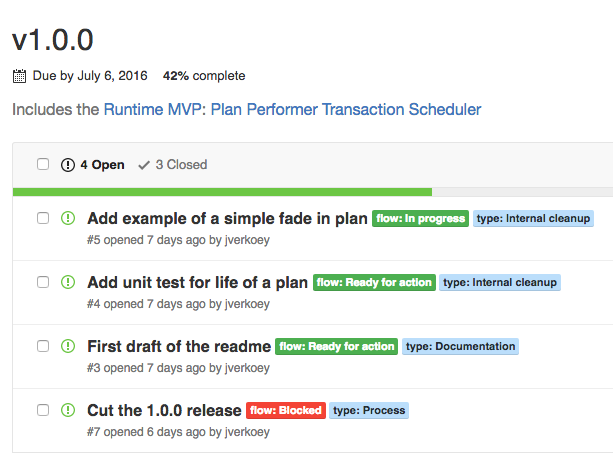 v1.0.0
Due by July 6, 2016 42% complete
Includes the Runtime MVP: Plan Performer Transaction Scheduler
4 Open 3 Closed
Add example of a simple fade in plan flow: In progress type: Internal cleanup
#5 opened 7 days ago by jverkoey
Add unit test for life of a plan flow: Ready for action type: Internal cleanup
#4 opened 7 days ago by jverkoey
First draft of the readme flow: Ready for action type: Documentation
#3 opened 7 days ago by jverkoey
Cut the 1.0.0 release flow: Blocked type: Process
#7 opened 6 days ago by jverkoey